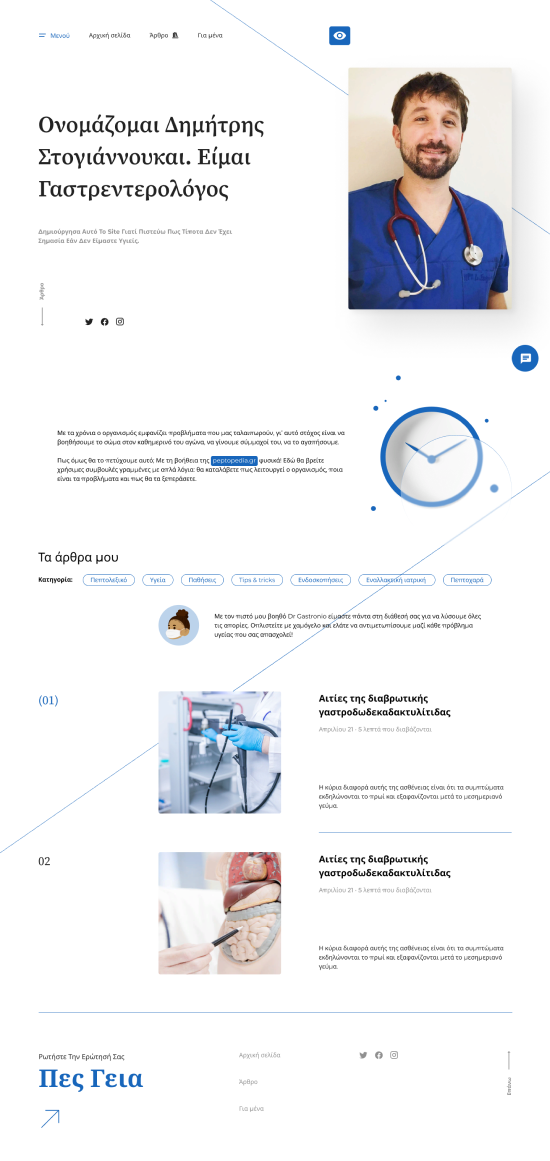 Μενού Αρχική σελίδα Άρθρο Για μένα
Ονομάζομαι Δημήτρης
Στογιάννουκαι. Είμαι
Γαστρεντερολόγος
Δημιούργησα Αυτό Το Site Γιατί Πιστεύω Πως Τίποτα Δεν Έχει
Σημασία Εάν Δεν Είμαστε Υγιείς.
Άρθρο
Με τα χρόνια ο οργανισμός εμφανίζει προβλήματα που μας ταλαιπωρούν, γι' αυτό στόχος είναι να
βοηθήσουμε το σώμα στον καθημερινό του αγώνα, να γίνουμε σύμμαχοί του, να το αγαπήσουμε.
Πως όμως θα το πετύχουμε αυτό; Με τη βοήθεια της peptopedia.gr φυσικά! Εδώ θα βρείτε
χρήσιμες συμβουλές γραμμένες με απλά λόγια: θα καταλάβετε πως λειτουργεί ο οργανισμός, ποια
είναι τα προβλήματα και πως θα τα ξεπεράσετε.
Τα άρθρα μου
Κατηγορία: Πεπτολεξικό Υγεία Παθήσεις Tips & tricks Ενδοσκοπήσεις Εναλλακτική ιατρική Πεπτοχαρά
Με τον πιστό μου βοηθό Dr Gastronio είμαστε πάντα στη διάθεσή σας για να λύσουμε όλες
τις απορίες. Οπλιστείτε με χαμόγελο και ελάτε να αντιμετωπίσουμε μαζί κάθε πρόβλημα
υγείας που σας απασχολεί!
(01)
Αιτίες της διαβρωτικής
γαστροδωδεκαδακτυλίτιδας
Απριλίου 21 · 5 λεπτά που διαβάζονται
Η κύρια διαφορά αυτής της ασθένειας είναι ότι τα συμπτώματα
εκδηλώνονται το πρωί και εξαφανίζονται μετά το μεσημεριανό
γεύμα.
02
Αιτίες της διαβρωτικής
γαστροδωδεκαδακτυλίτιδας
Απριλίου 21 · 5 λεπτά που διαβάζονται
Η κύρια διαφορά αυτής της ασθένειας είναι ότι τα συμπτώματα
εκδηλώνονται το πρωί και εξαφανίζονται μετά το μεσημεριανό
γεύμα.
Ρωτήστε Την Ερώτησή Σας
Πες Γεια
Αρχική σελίδα
Άρθρο
Για μένα
Επάνω